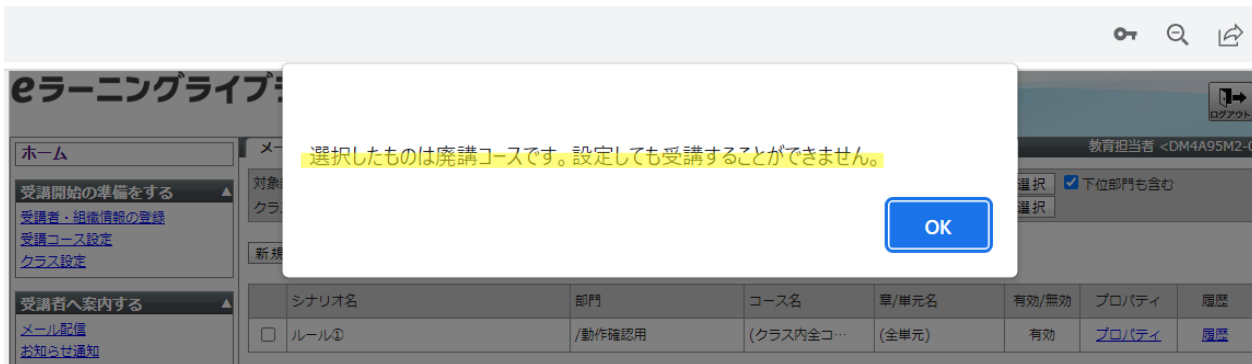 eラーニングライブラ
ログアウト
ホーム
教育担当者 <DM4A95M2-
選択したものは廃講コースです。設定しても受講することができません。
OK
受講開始の準備をする ▲
受講者・組織情報の登録
受講コース設定
クラス設定
対象
選択 下位部門も含む
クラ
選択
新規
受講者へ案内する ▲
メール配信
お知らせ通知
シナリオ名 部門 コース名 章/単元名 有効/無効 プロパティ 履歴
ルール① /動作確認用 (クラス内全コ… (全単元) 有効 プロパティ 履歴